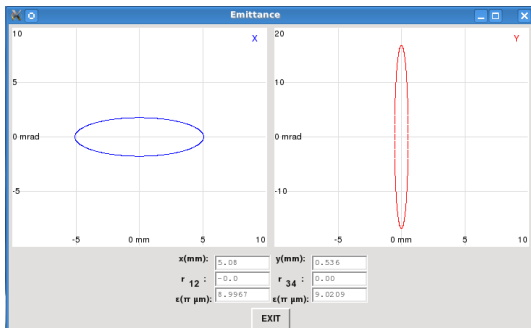 Emittance
10 X
5
0 mrad
-5
-5 0 mm 5 10
20 Y
10
0 mrad
-10
-5 0 mm 5 10
x(mm): 5.08 y(mm): 0.536
r 12 : -0.0 r 34 : 0.00
ε(π μm): 8.9967 ε(π μm): 9.0209
EXIT